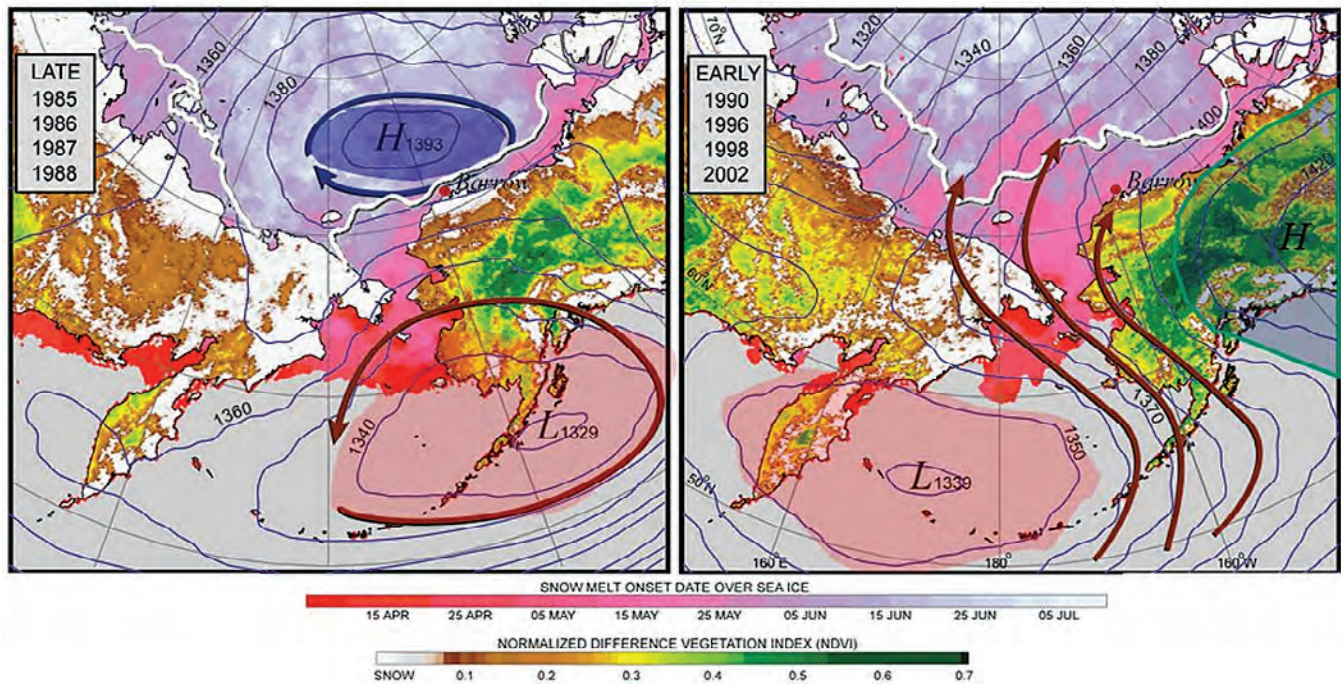 LATE
1985
1986
1987
1988
1360
1380
H 1393
Barrow
1360
1340
L 1329
EARLY
1990
1996
1998
2002
70°N
1320
1340
1360
1380
1400
1420
Barrow
H
60°N
1370
1350
L 1339
50°N
160°E
180°
160°W
SNOW MELT ONSET DATE OVER SEA ICE
15 APR 25 APR 05 MAY 15 MAY 25 MAY 05 JUN 15 JUN 25 JUN 05 JUL
NORMALIZED DIFFERENCE VEGETATION INDEX (NDVI)
SNOW 0.1 0.2 0.3 0.4 0.5 0.6 0.7